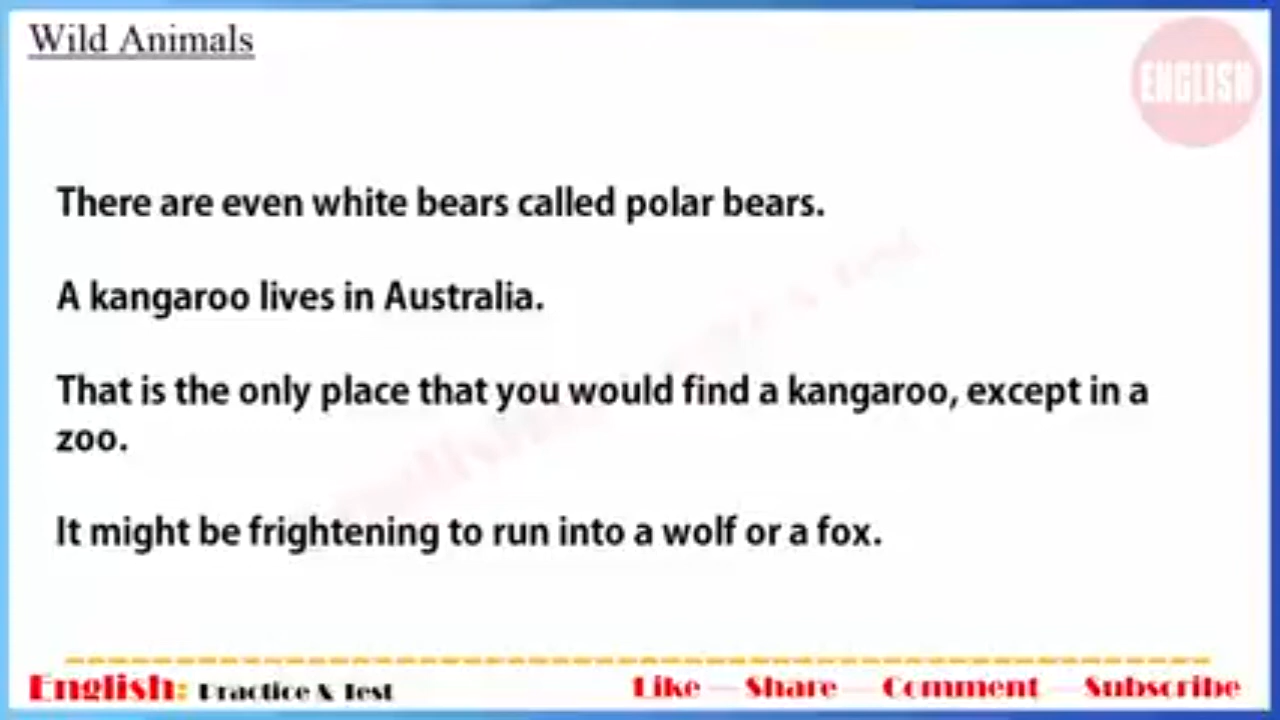 Wild Animals
ENGLISH
There are even white bears called polar bears.
A kangaroo lives in Australia.
That is the only place that you would find a kangaroo, except in a
zoo.
It might be frightening to run into a wolf or a fox.
English: Practice & Test
Like — Share — Comment — Subscribe